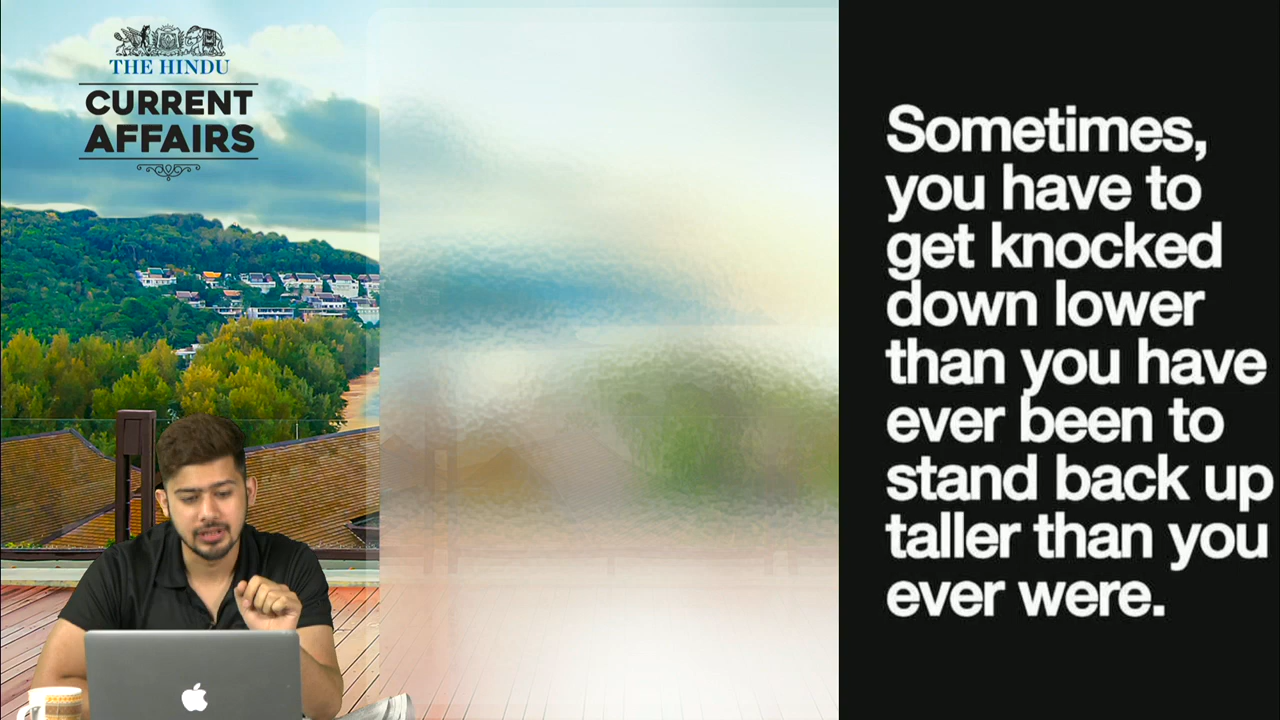 THE HINDU
CURRENT
AFFAIRS
Sometimes,
you have to
get knocked
down lower
than you have
ever been to
stand back up
taller than you
ever were.